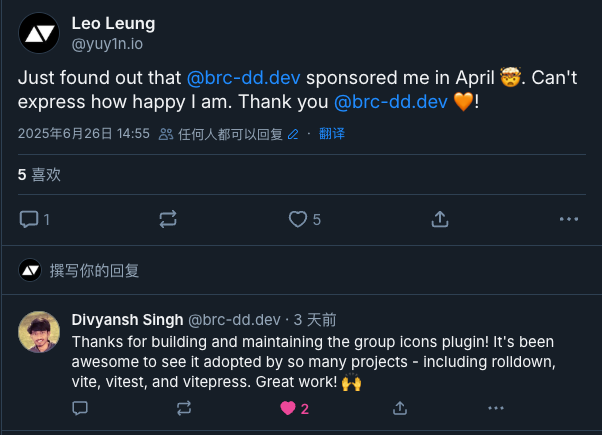 Leo Leung
@yuy1n.io
Just found out that @brc-dd.dev sponsored me in April 🤯. Can't
express how happy I am. Thank you @brc-dd.dev 🧡!
2025年6月26日 14:55 任何人都可以回复 · 翻译
5 喜欢
1 5
撰写你的回复
Divyansh Singh @brc-dd.dev · 3 天前
Thanks for building and maintaining the group icons plugin! It's been
awesome to see it adopted by so many projects - including rolldown,
vite, vitest, and vitepress. Great work! 🙌
2